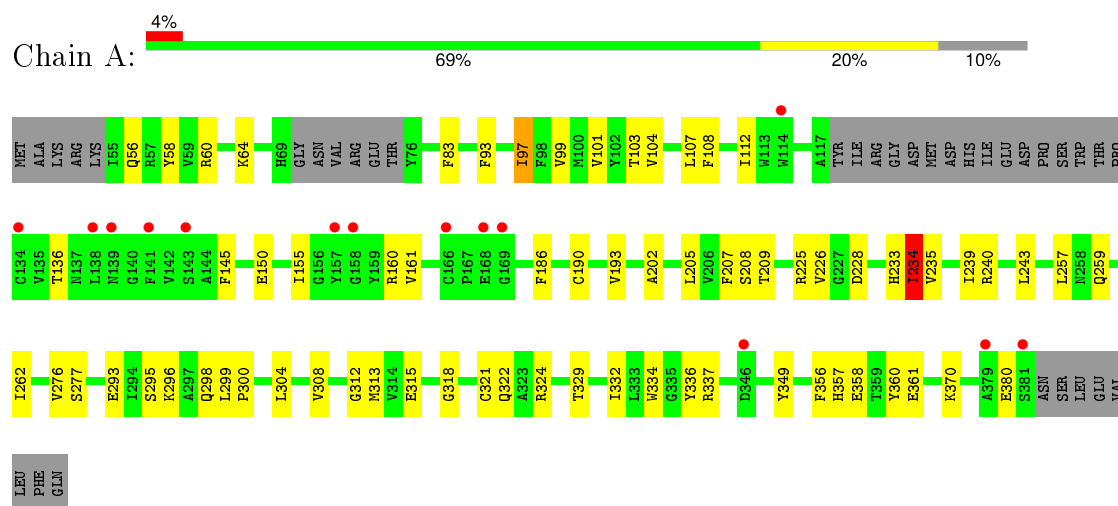 4%
Chain A:
69% 20% 10%
MET ALA LYS ARG LYS I55 Q56 R57 Y58 V59 R60 K64 H69 GLY ASN VAL ARG GLU THR Y76 F83 F93 I97 F98 V99 M100 V101 Y102 T103 V104 L107 F108 I112 W113 W114 A117 TYR ILE ARG GLY ASP MET ASP HIS ILE GLU ASP PRO SER TRP THR PRO
C134 V135 T136 N137 L138 N139 G140 F141 V142 S143 A144 F145 E150 I155 G156 Y157 G158 Y159 R160 V161 C166 P167 E168 G169 F186 C190 V193 A202 L205 V206 F207 S208 T209 R225 V226 G227 D228 H233 I234 V235 I239 R240 L243 L257 N258 Q259
I262 V276 S277 E293 I294 S295 K296 A297 Q298 L299 P300 L304 V308 G312 M313 V314 E315 G318 C321 Q322 A323 R324 T329 I332 L333 W334 G335 Y336 R337 D346 Y349 F356 H357 E358 T359 Y360 E361 K370 A379 E380 S381 ASN SER LEU GLU VAL
LEU PHE GLN